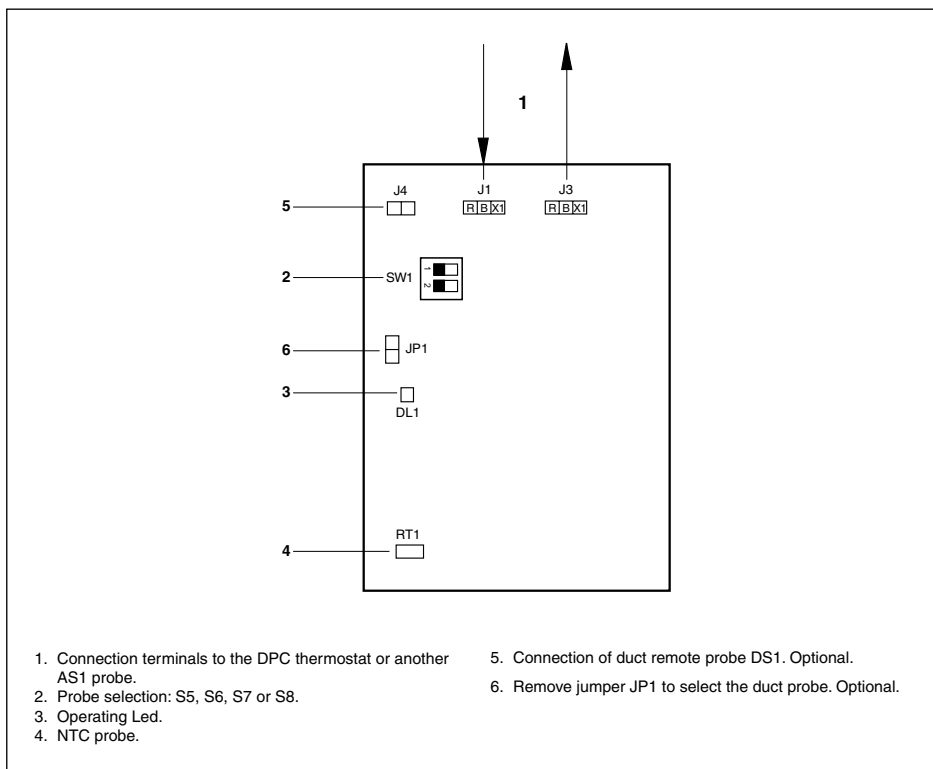 1
J4 J1 J3
5 R B X1 R B X1
2 SW1 1
2
6 JP1
3
DL1
RT1
4
1. Connection terminals to the DPC thermostat or another
AS1 probe.
2. Probe selection: S5, S6, S7 or S8.
3. Operating Led.
4. NTC probe.
5. Connection of duct remote probe DS1. Optional.
6. Remove jumper JP1 to select the duct probe. Optional.